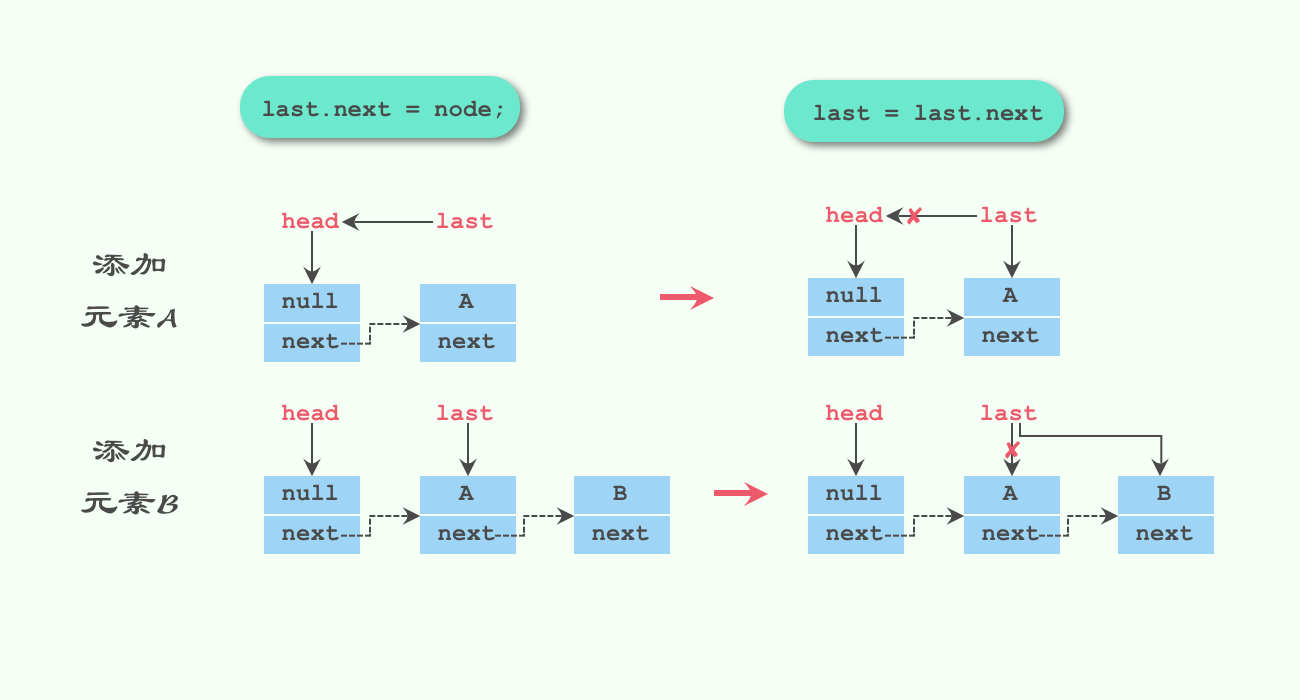 last.next = node;
last = last.next
head last
head last
添加
元素A
null A
next next
null A
next next
head last
head last
添加
元素B
null A B
next next next
null A B
next next next